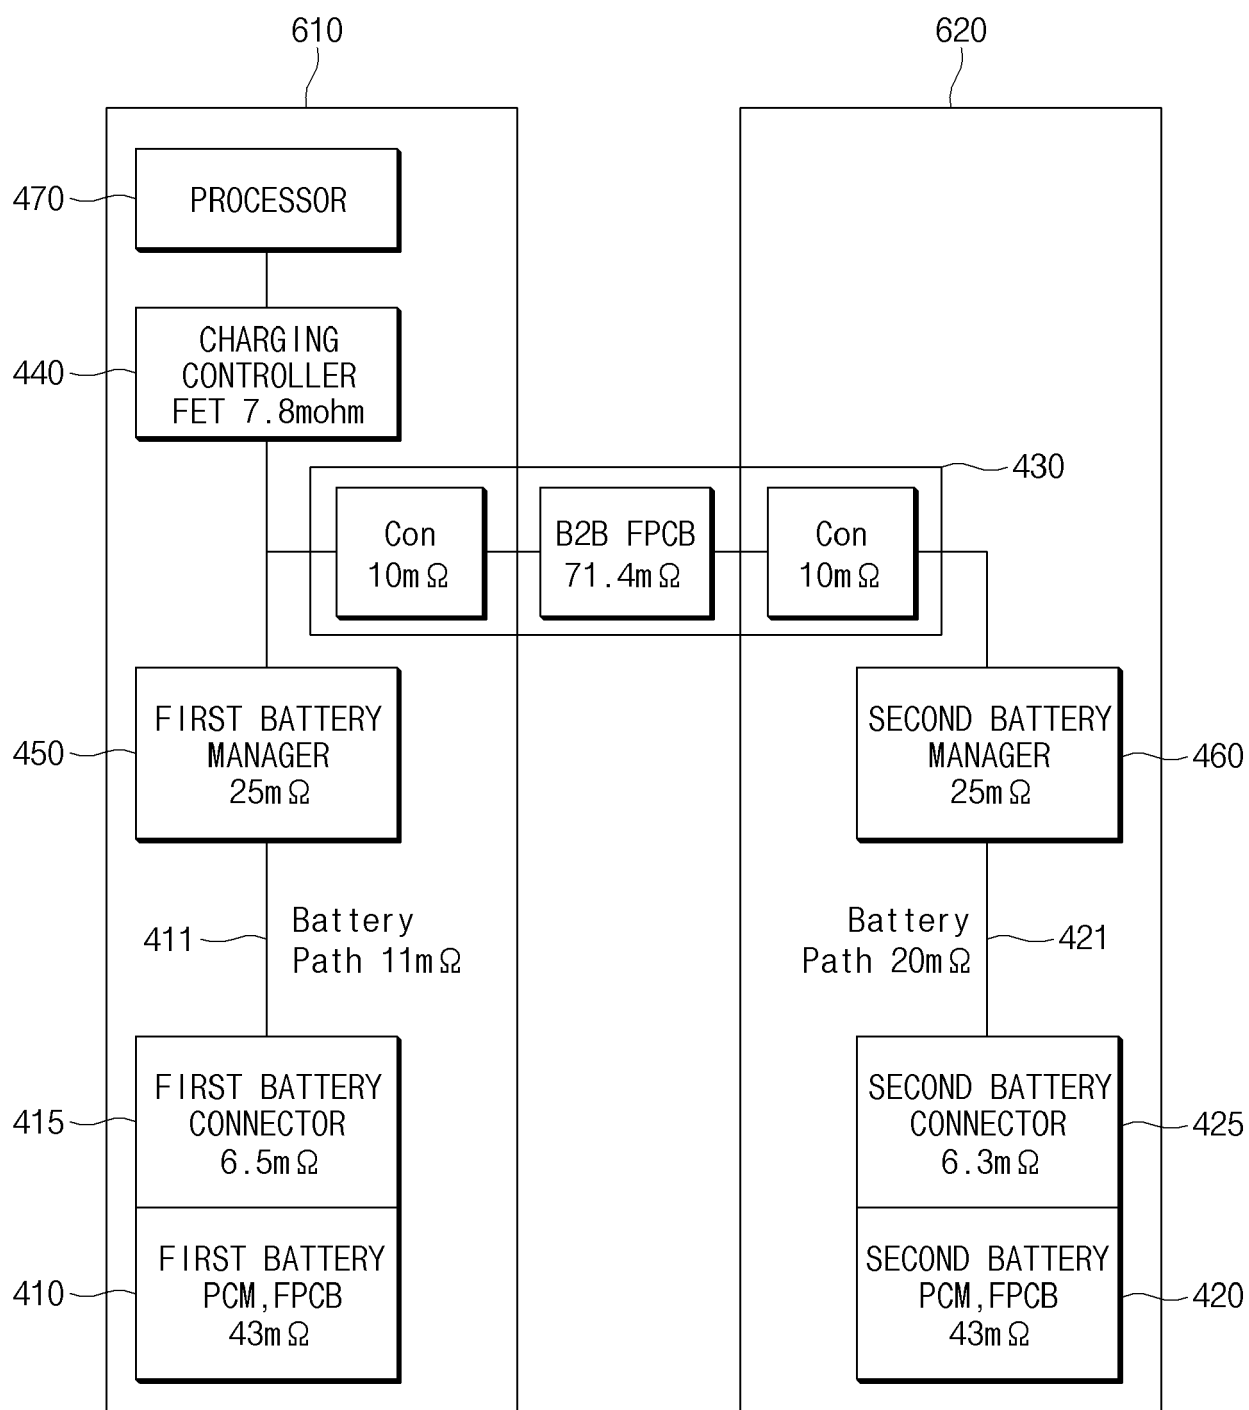 610
620
470
PROCESSOR
440
CHARGING
CONTROLLER
FET 7.8mohm
430
Con
10mΩ
B2B FPCB
71.4mΩ
Con
10mΩ
450
FIRST BATTERY
MANAGER
25mΩ
SECOND BATTERY
MANAGER
25mΩ
460
411
Battery
Path 11mΩ
Battery
Path 20mΩ
421
415
FIRST BATTERY
CONNECTOR
6.5mΩ
SECOND BATTERY
CONNECTOR
6.3mΩ
425
410
FIRST BATTERY
PCM,FPCB
43mΩ
SECOND BATTERY
PCM,FPCB
43mΩ
420